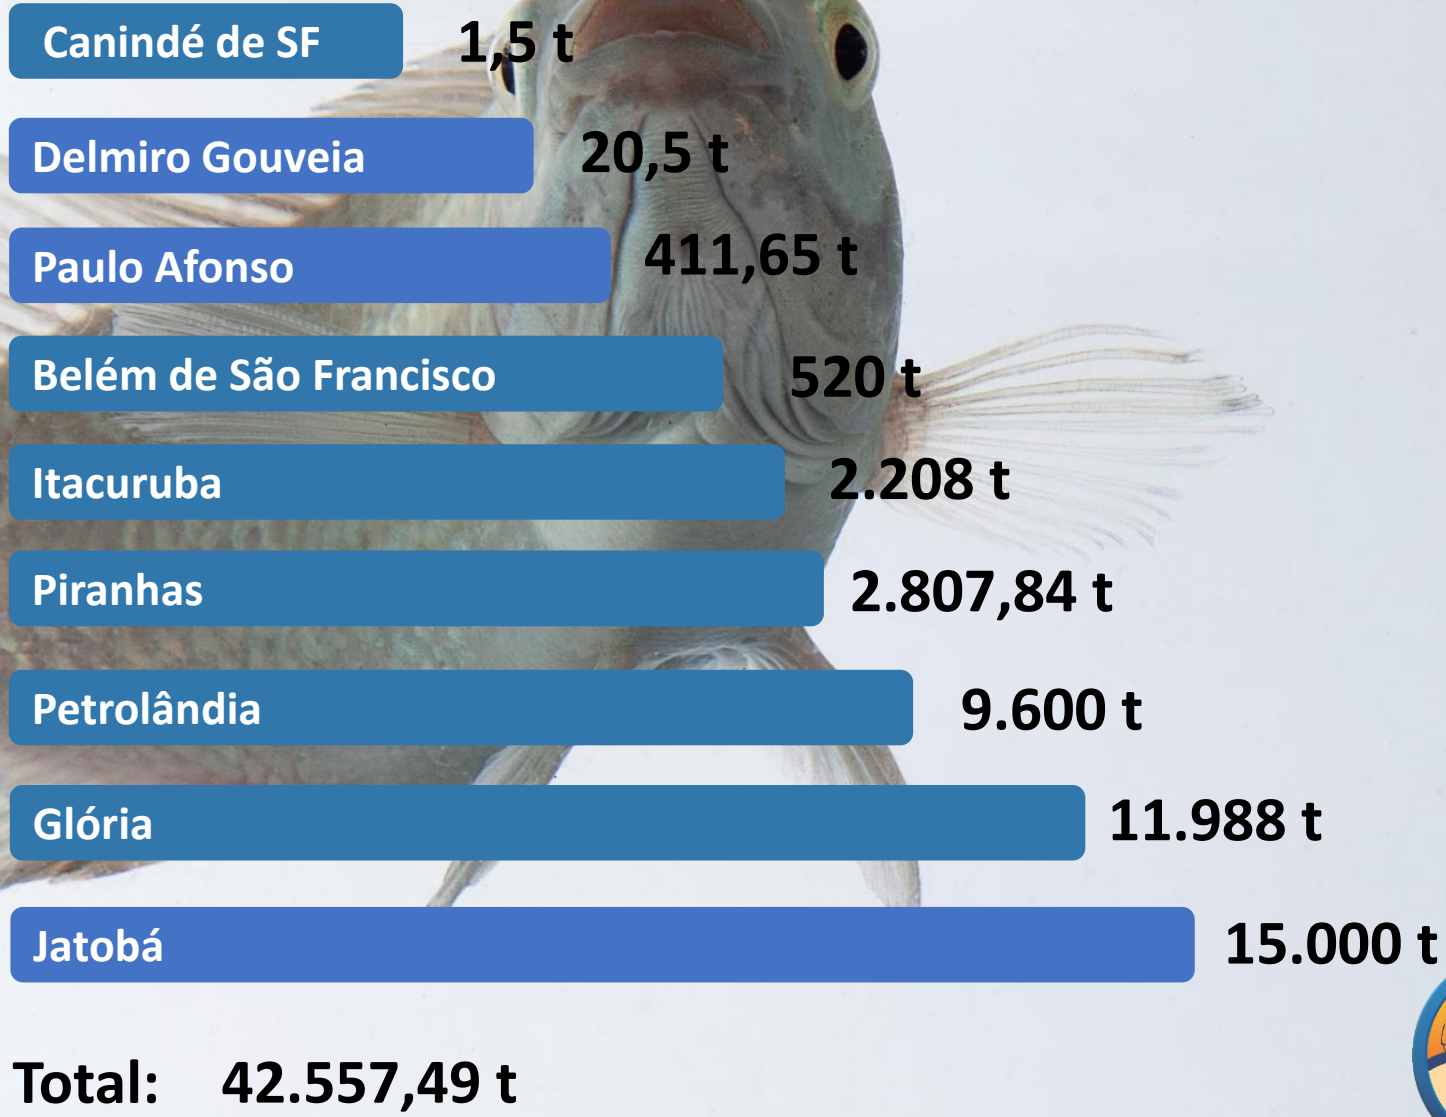 Canindé de SF 1,5 t
Delmiro Gouveia 20,5 t
Paulo Afonso 411,65 t
Belém de São Francisco 520 t
Itacuruba 2.208 t
Piranhas 2.807,84 t
Petrolândia 9.600 t
Glória 11.988 t
Jatobá 15.000 t
Total: 42.557,49 t